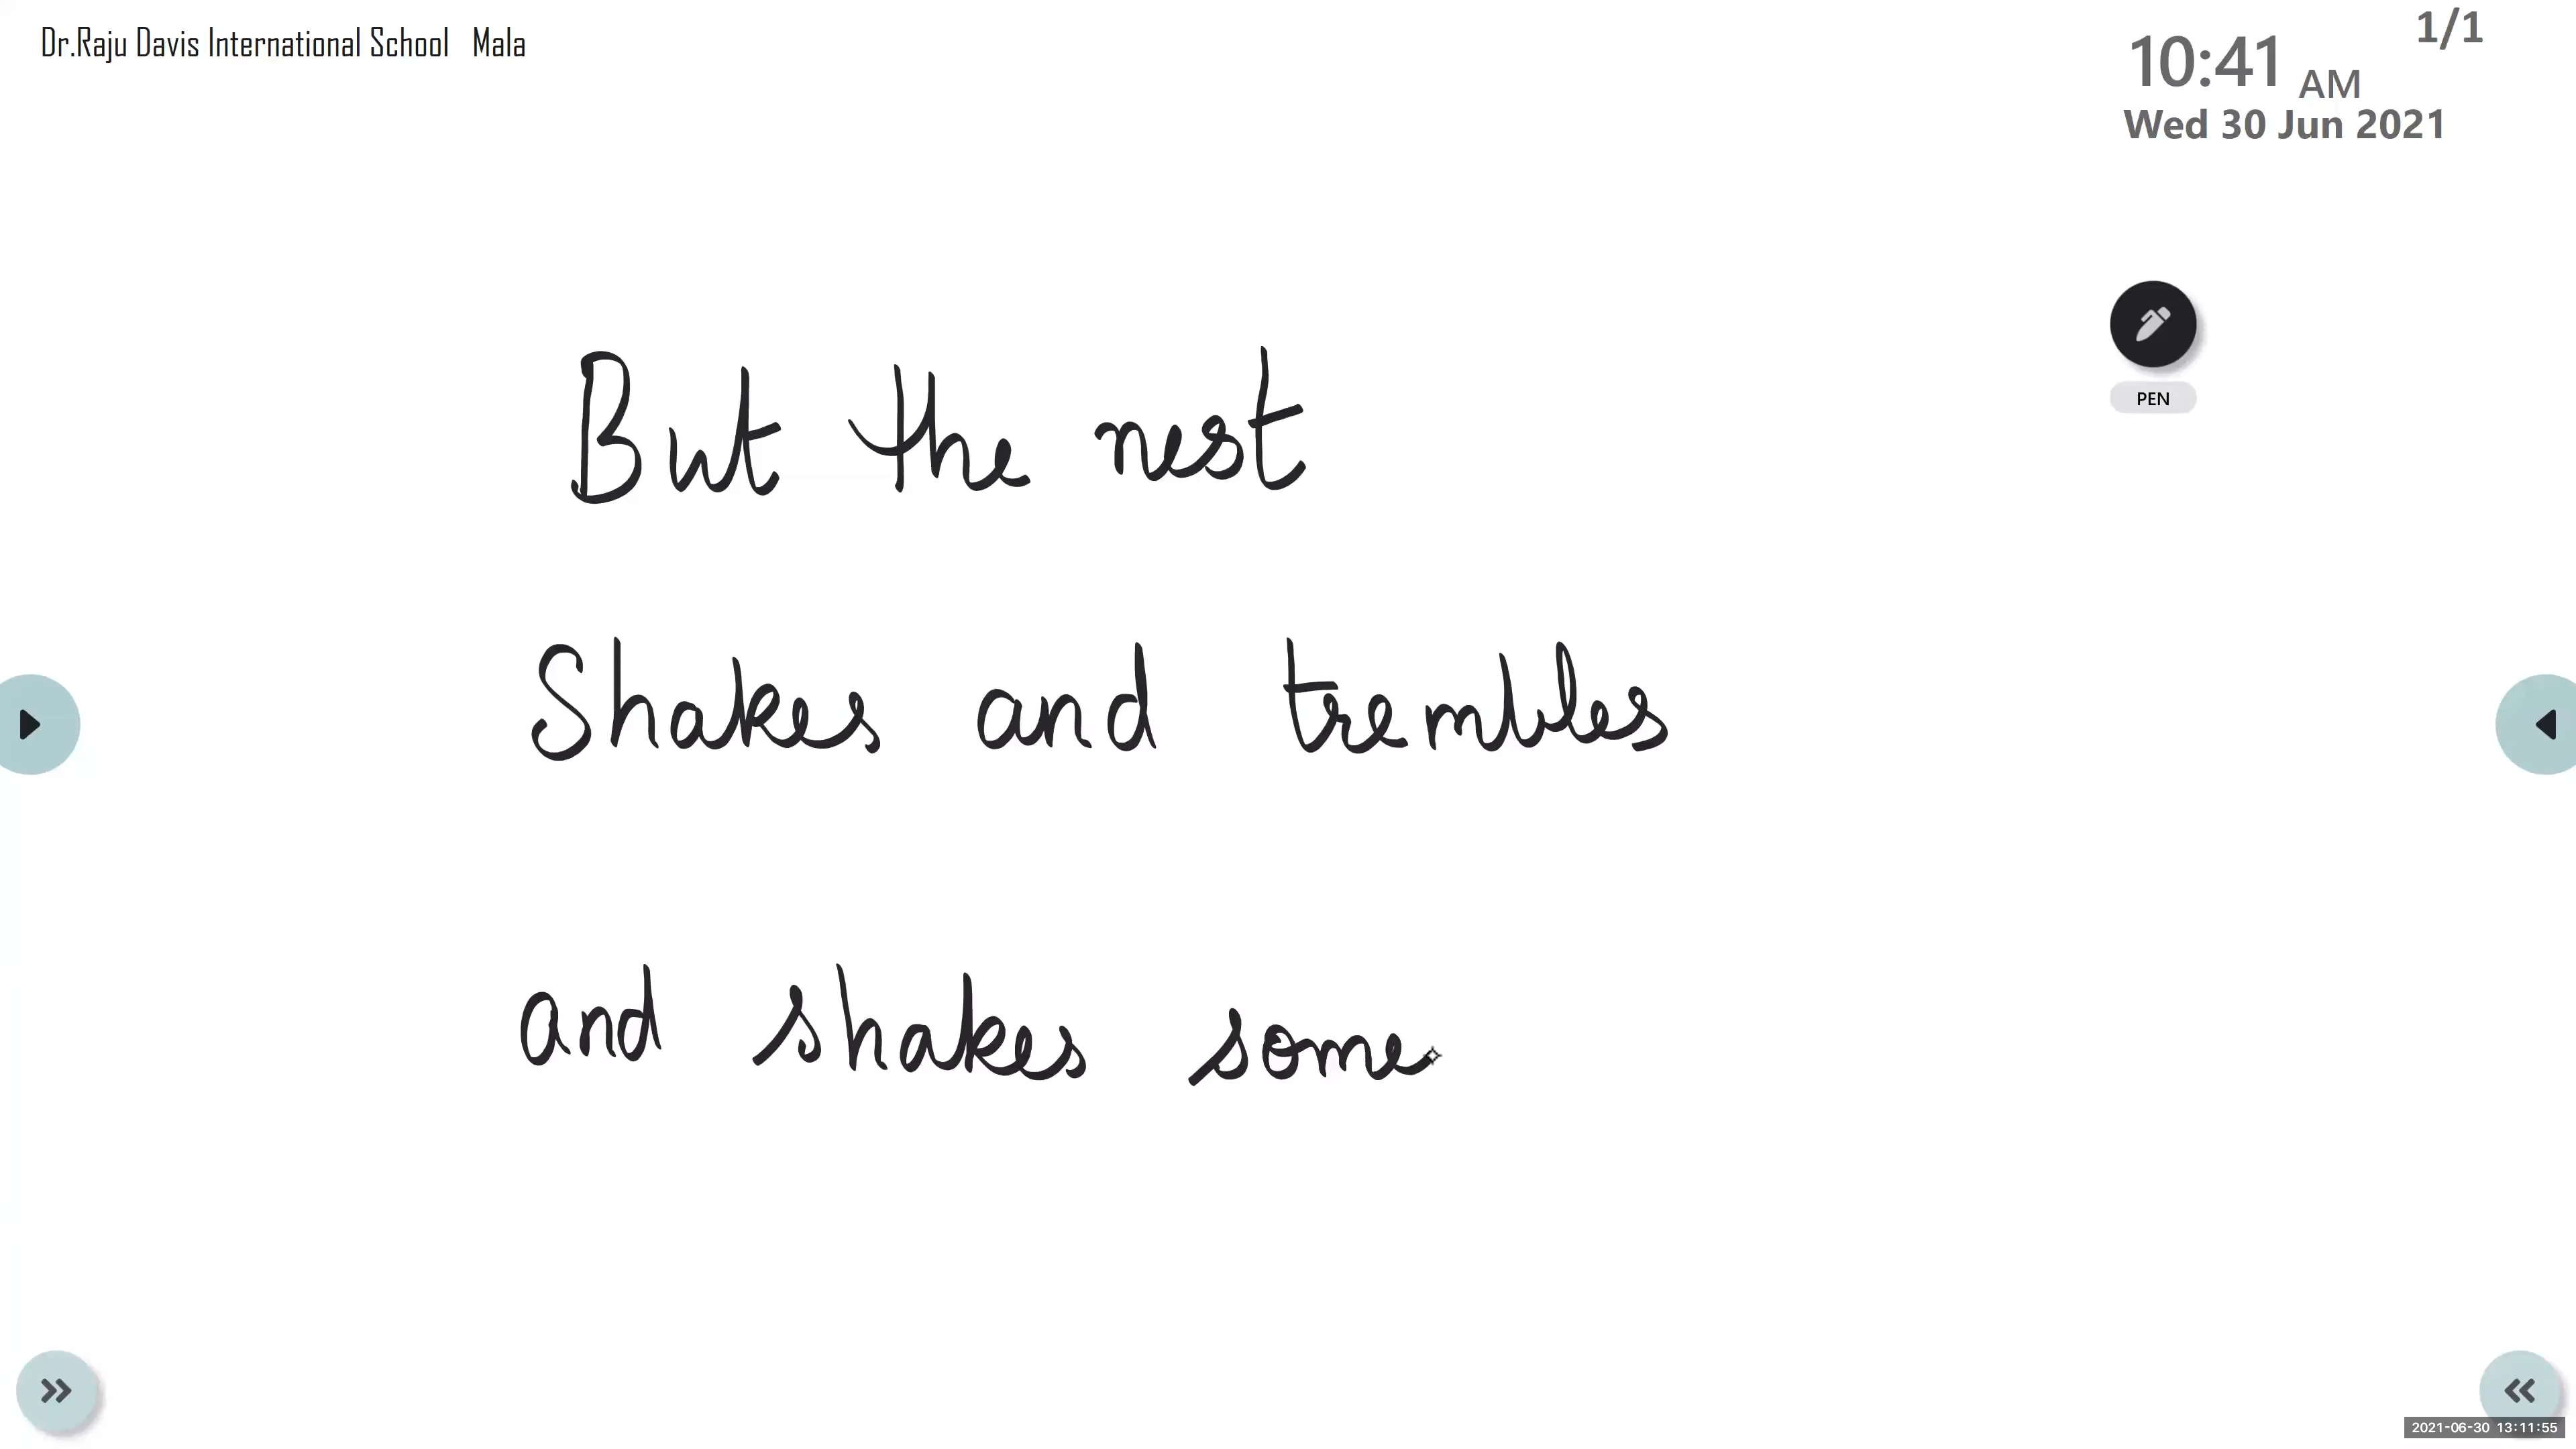 Dr.Raju Davis International School Mala
1/1
10:41 AM
Wed 30 Jun 2021
PEN
But the nest
Shakes and trembles
and shakes some
2021-06-30 13:11:55